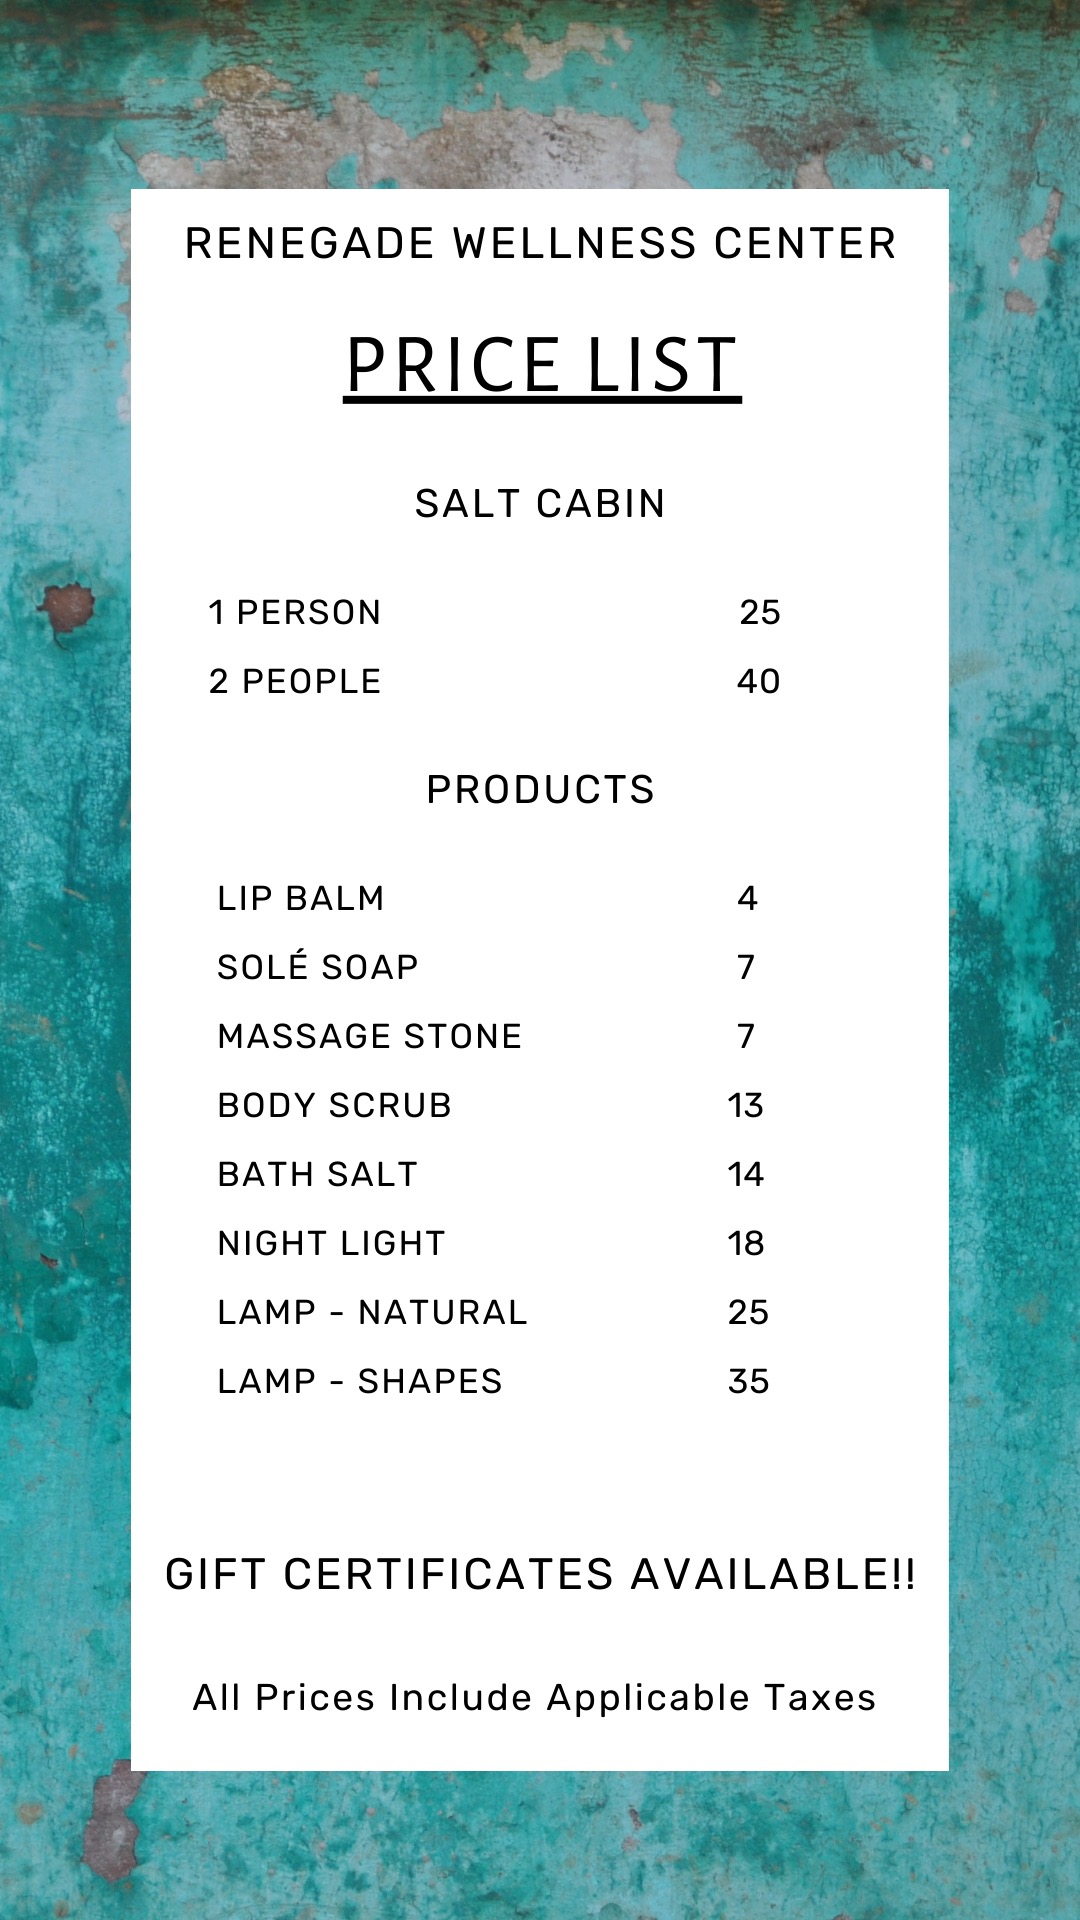 RENEGADE WELLNESS CENTER
PRICE LIST
SALT CABIN
1 PERSON 25
2 PEOPLE 40
PRODUCTS
LIP BALM 4
SOLÉ SOAP 7
MASSAGE STONE 7
BODY SCRUB 13
BATH SALT 14
NIGHT LIGHT 18
LAMP - NATURAL 25
LAMP - SHAPES 35
GIFT CERTIFICATES AVAILABLE!!
All Prices Include Applicable Taxes